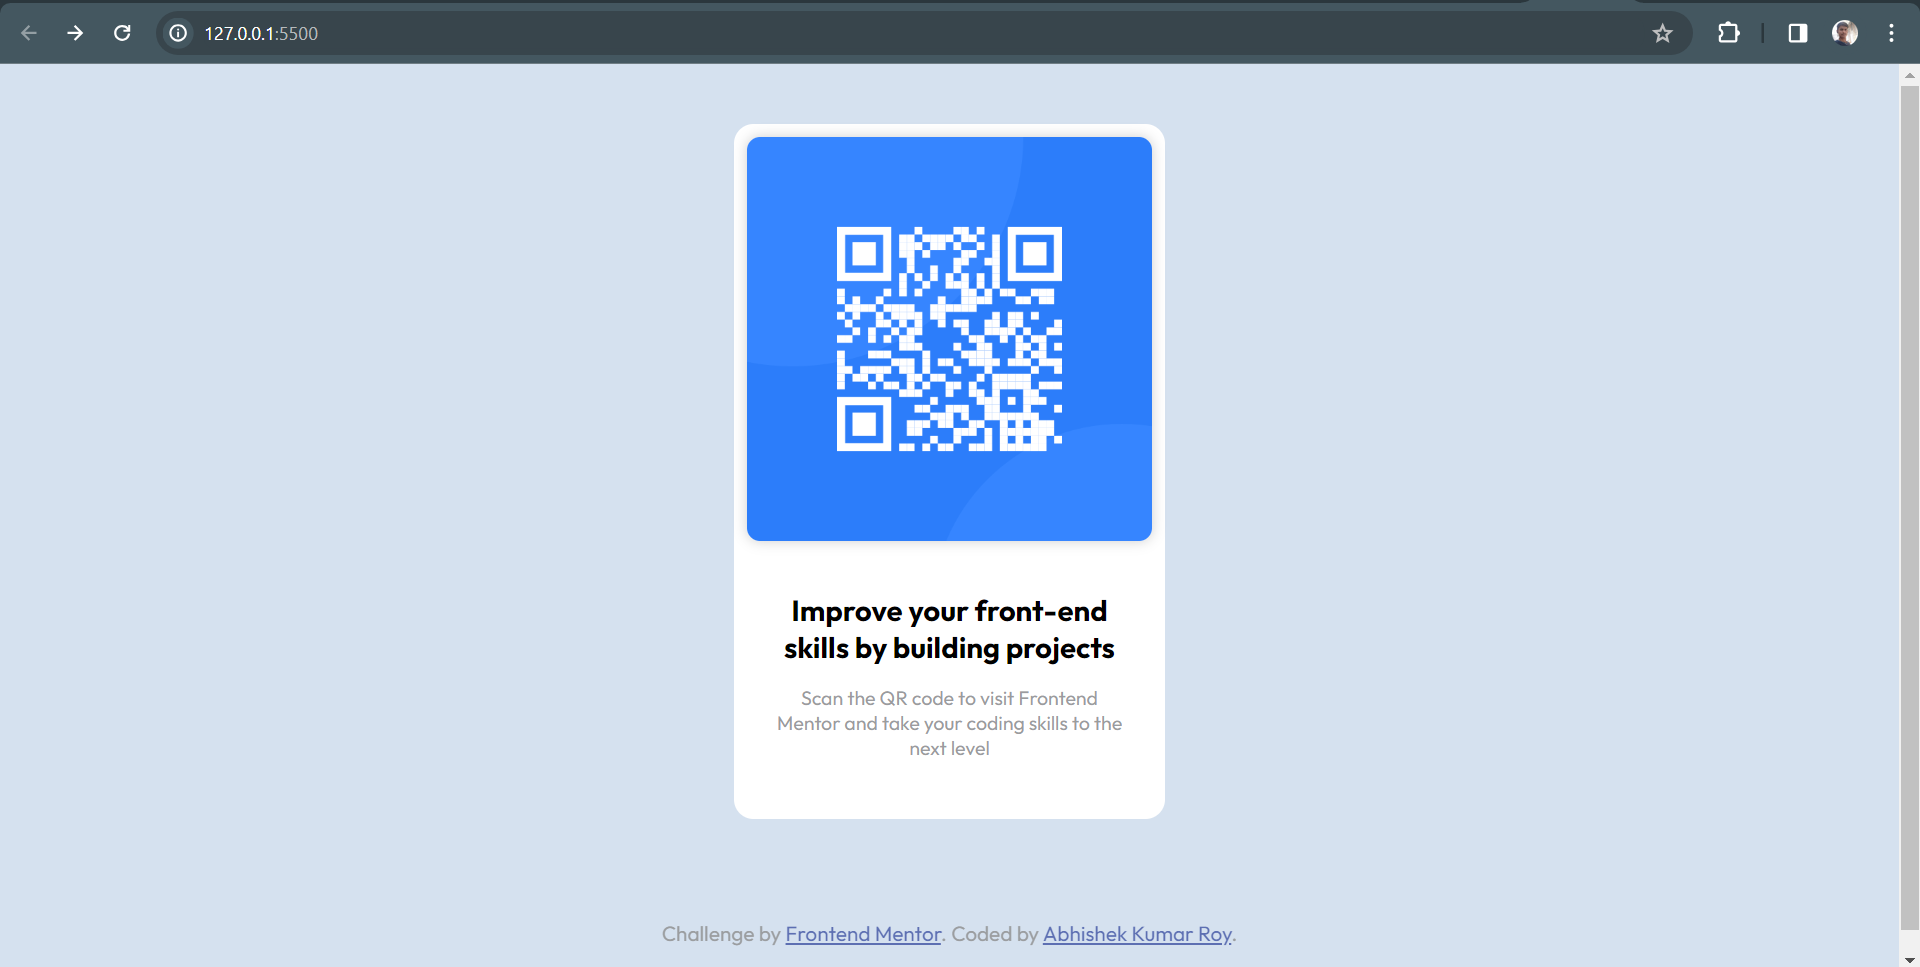 127.0.0.1:5500
Improve your front-end
skills by building projects
Scan the QR code to visit Frontend
Mentor and take your coding skills to the
next level
Challenge by Frontend Mentor. Coded by Abhishek Kumar Roy.